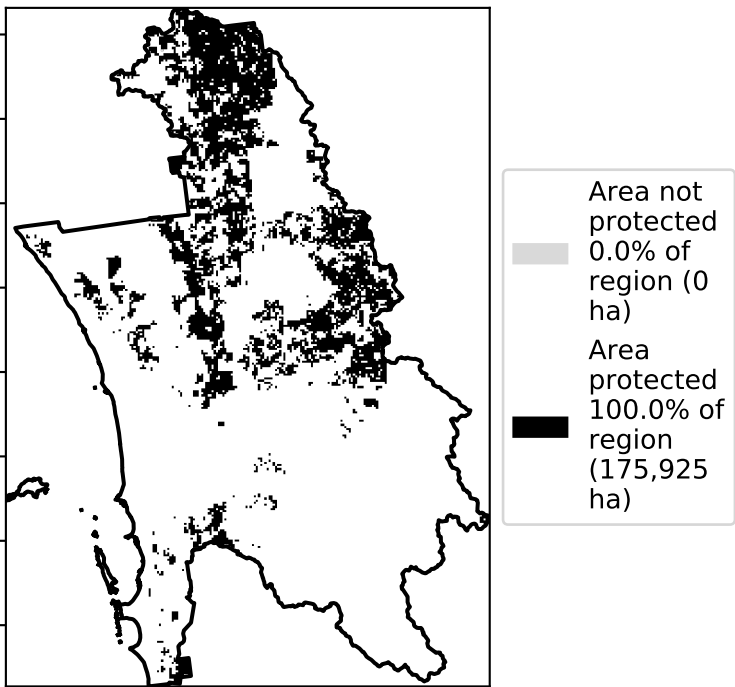 Area not
protected
0.0% of
region (0
ha)
Area
protected
100.0% of
region
(175,925
ha)